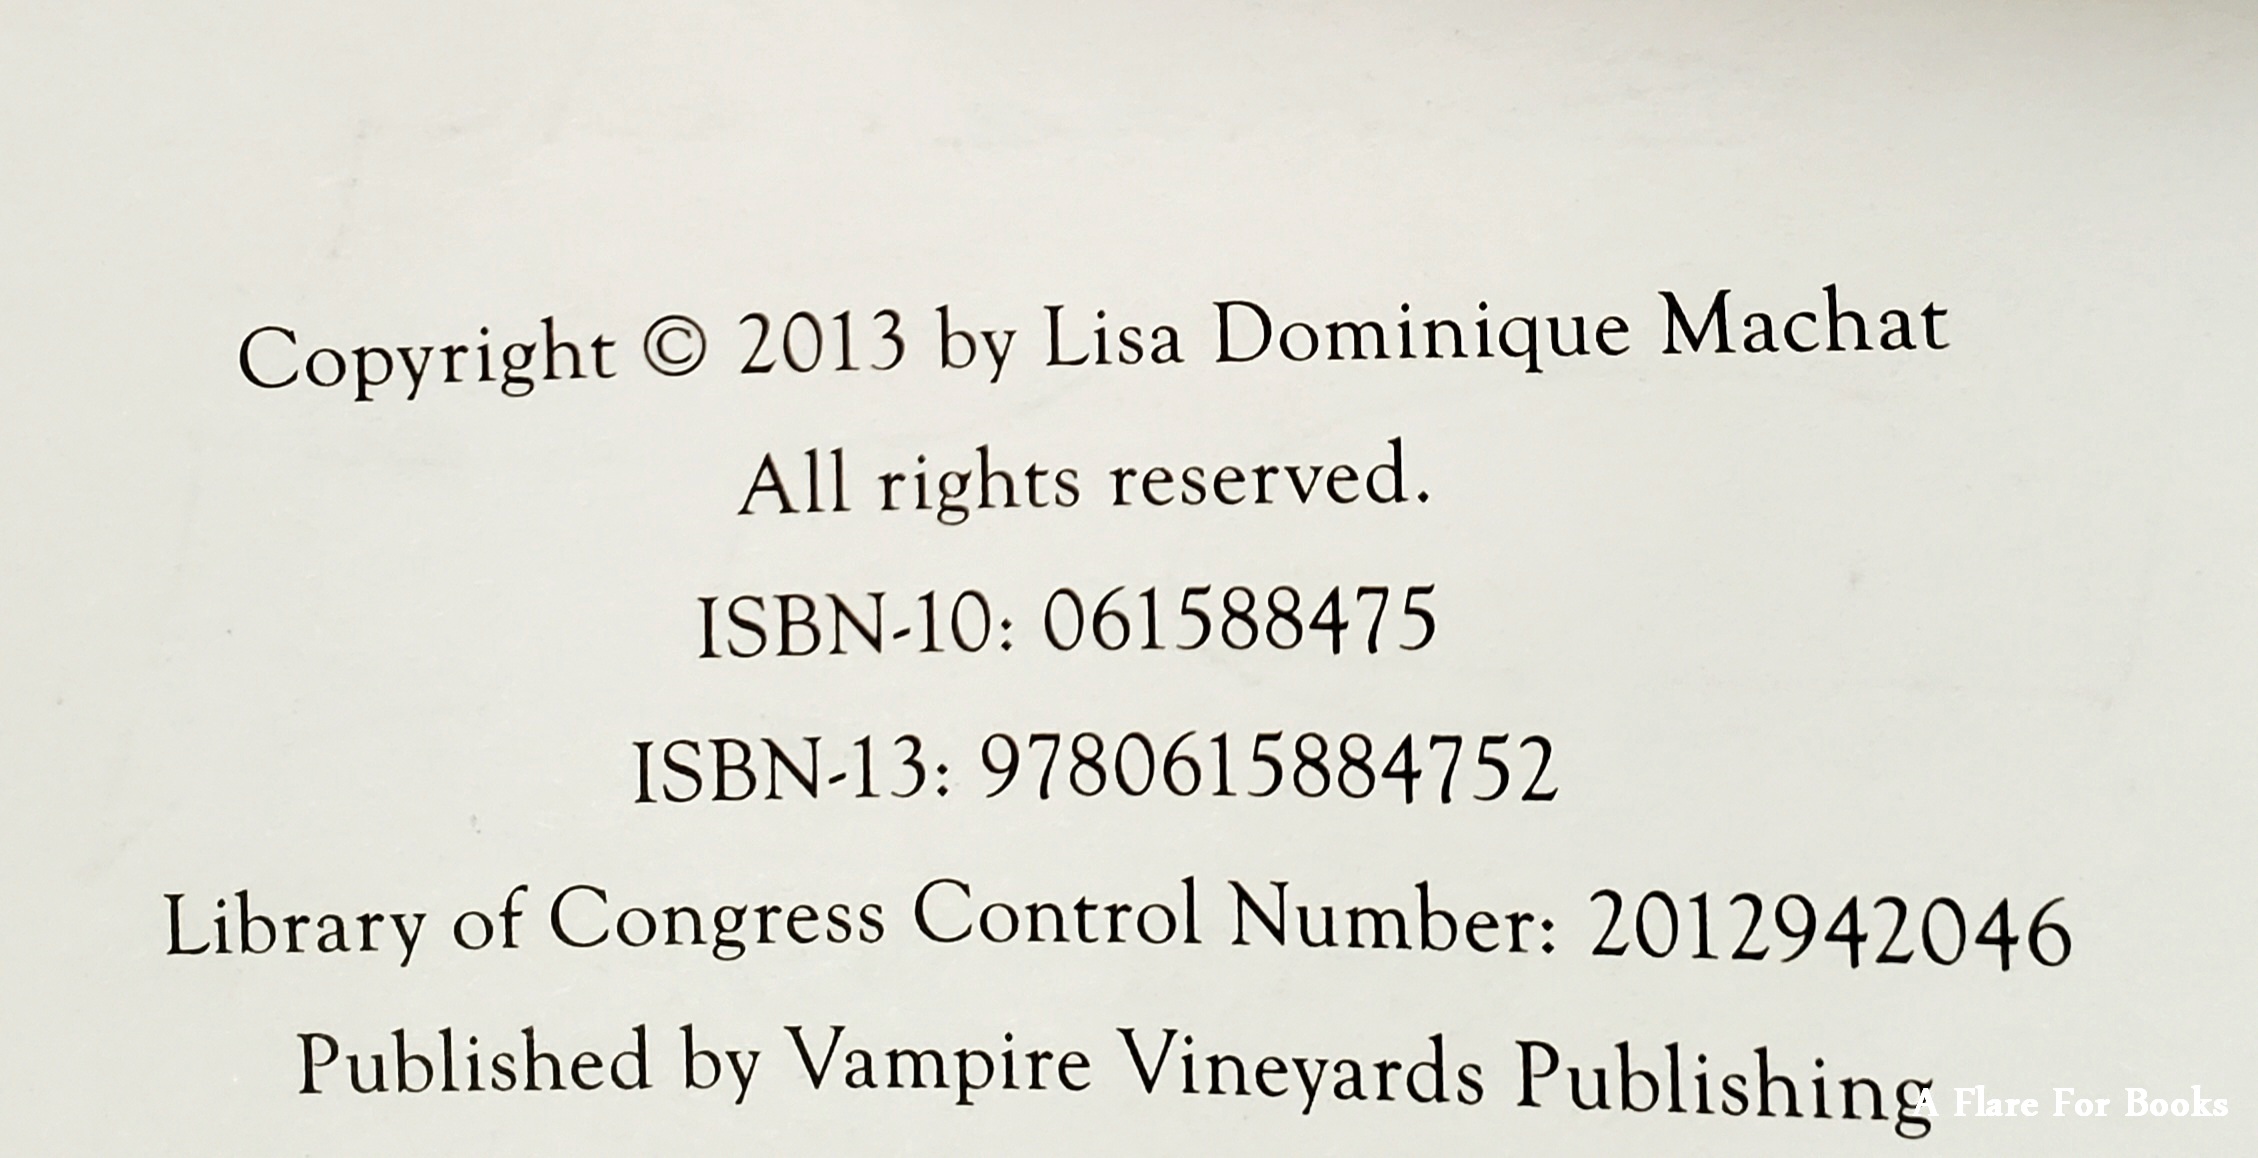 Copyright © 2013 by Lisa Dominique Machat
All rights reserved.
ISBN-10: 061588475
ISBN-13: 9780615884752
Library of Congress Control Number: 2012942046
Published by Vampire Vineyards Publishing
A Flare For Books